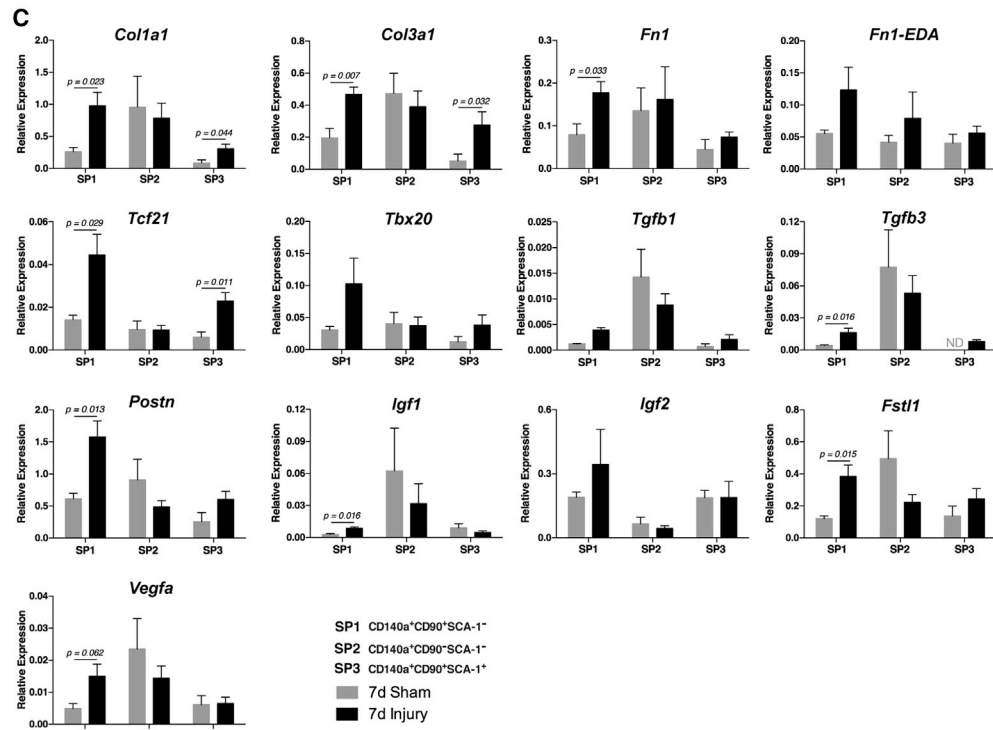 C
Col1a1
Relative Expression
2.0
1.5
1.0
0.5
0.0
p = 0.023
p = 0.044
SP1 SP2 SP3
Col3a1
Relative Expression
0.8
0.6
0.4
0.2
0.0
p = 0.007
p = 0.032
SP1 SP2 SP3
Fn1
Relative Expression
0.3
0.2
0.1
0.0
p = 0.033
SP1 SP2 SP3
Fn1-EDA
Relative Expression
0.20
0.15
0.10
0.05
0.00
SP1 SP2 SP3
Tcf21
Relative Expression
0.06
0.04
0.02
0.00
p = 0.029
p = 0.011
SP1 SP2 SP3
Tbx20
Relative Expression
0.20
0.15
0.10
0.05
0.00
SP1 SP2 SP3
Tgfb1
Relative Expression
0.025
0.020
0.015
0.010
0.005
0.000
SP1 SP2 SP3
Tgfb3
Relative Expression
0.12
0.09
0.06
0.03
0.00
p = 0.016
ND
SP1 SP2 SP3
Postn
Relative Expression
2.0
1.5
1.0
0.5
0.0
p = 0.013
SP1 SP2 SP3
Igf1
Relative Expression
0.12
0.09
0.06
0.03
0.00
p = 0.016
SP1 SP2 SP3
Igf2
Relative Expression
0.6
0.3
0.0
SP1 SP2 SP3
Fstl1
Relative Expression
0.8
0.6
0.4
0.2
0.0
p = 0.015
SP1 SP2 SP3
Vegfa
Relative Expression
0.04
0.03
0.02
0.01
0.00
p = 0.062
SP1 CD140a⁺CD90⁺SCA-1⁻
SP2 CD140a⁺CD90⁻SCA-1⁻
SP3 CD140a⁺CD90⁺SCA-1⁺
7d Sham
7d Injury